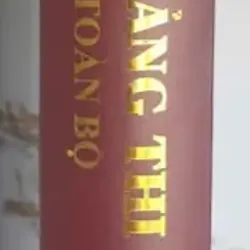 ẢNG THI
TOÀN BỘ